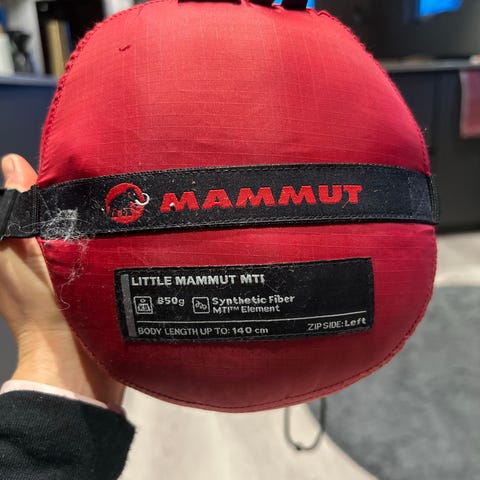 MAMMUT
LITTLE MAMMUT MTI
850g Synthetic Fiber
MTI™ Element
BODY LENGTH UP TO: 140 cm ZIP SIDE: Left